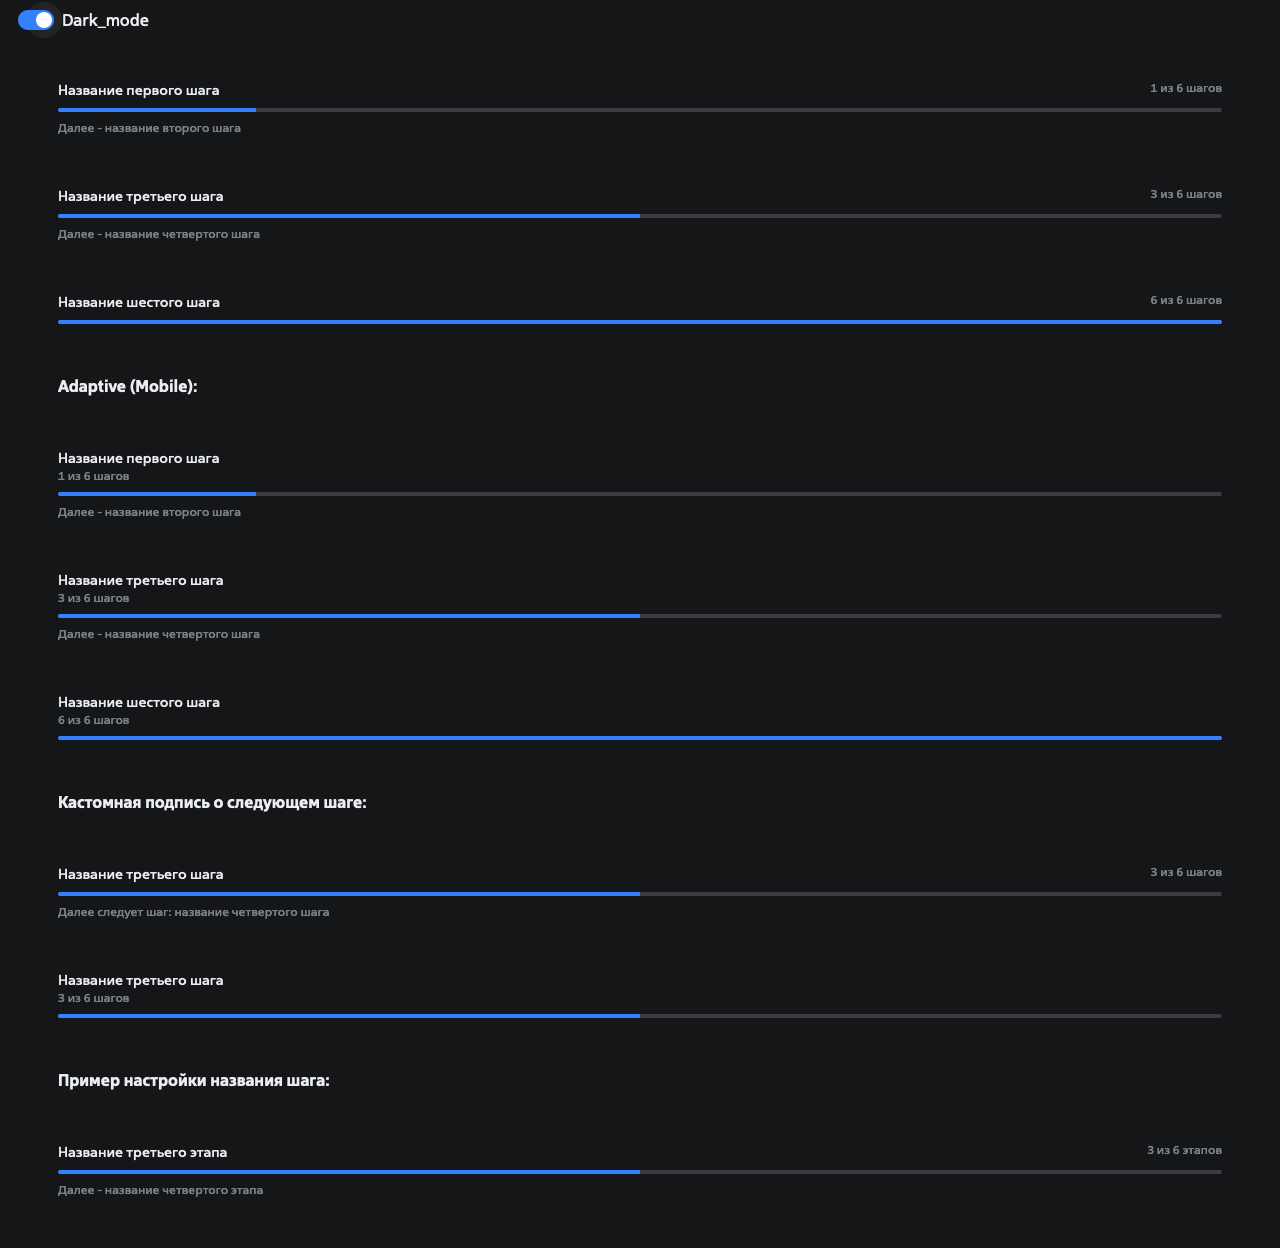 Dark_mode
Название первого шага
1 из 6 шагов
Далее - название второго шага
Название третьего шага
3 из 6 шагов
Далее - название четвертого шага
Название шестого шага
6 из 6 шагов
Adaptive (Mobile):
Название первого шага
1 из 6 шагов
Далее - название второго шага
Название третьего шага
3 из 6 шагов
Далее - название четвертого шага
Название шестого шага
6 из 6 шагов
Кастомная подпись о следующем шаге:
Название третьего шага
3 из 6 шагов
Далее следует шаг: название четвертого шага
Название третьего шага
3 из 6 шагов
Пример настройки названия шага:
Название третьего этапа
3 из 6 этапов
Далее - название четвертого этапа